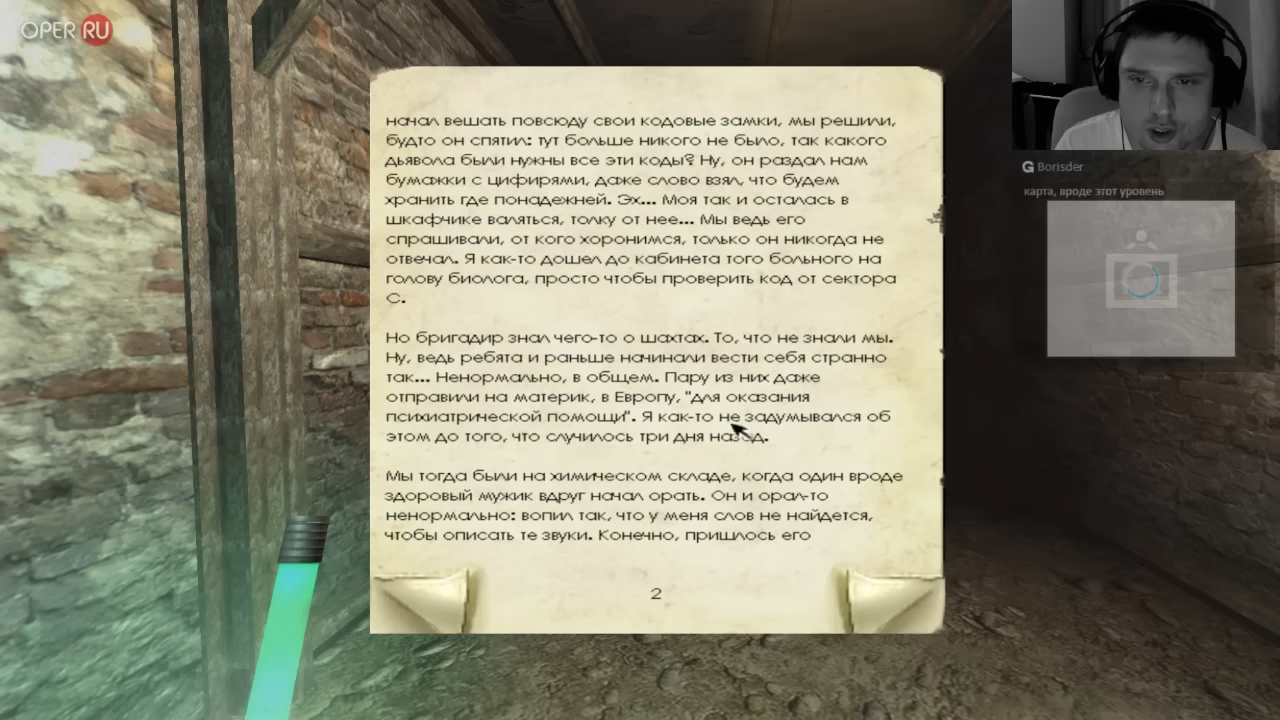 OPER RU
начал вешать повсюду свои кодовые замки, мы решили,
будто он спятил: тут больше никого не было, так какого
дьявола были нужны все эти коды? Ну, он раздал нам
бумажки с цифирями, даже слово взял, что будем
хранить где понадежней. Эх... Моя так и осталась в
шкафчике валяться, толку от нее... Мы ведь его
спрашивали, от кого хоронимся, только он никогда не
отвечал. Я как-то дошел до кабинета того больного на
голову биолога, просто чтобы проверить код от сектора
С.
Но бригадир знал чего-то о шахтах. То, что не знали мы.
Ну, ведь ребята и раньше начинали вести себя странно
так... Ненормально, в общем. Пару из них даже
отправили на материк, в Европу, "для оказания
психиатрической помощи". Я как-то не задумывался об
этом до того, что случилось три дня назад.
Мы тогда были на химическом складе, когда один вроде
здоровый мужик вдруг начал орать. Он и орал-то
ненормально: вопил так, что у меня слов не найдется,
чтобы описать те звуки. Конечно, пришлось его
2
G Borisder
карта, вроде этот уровень